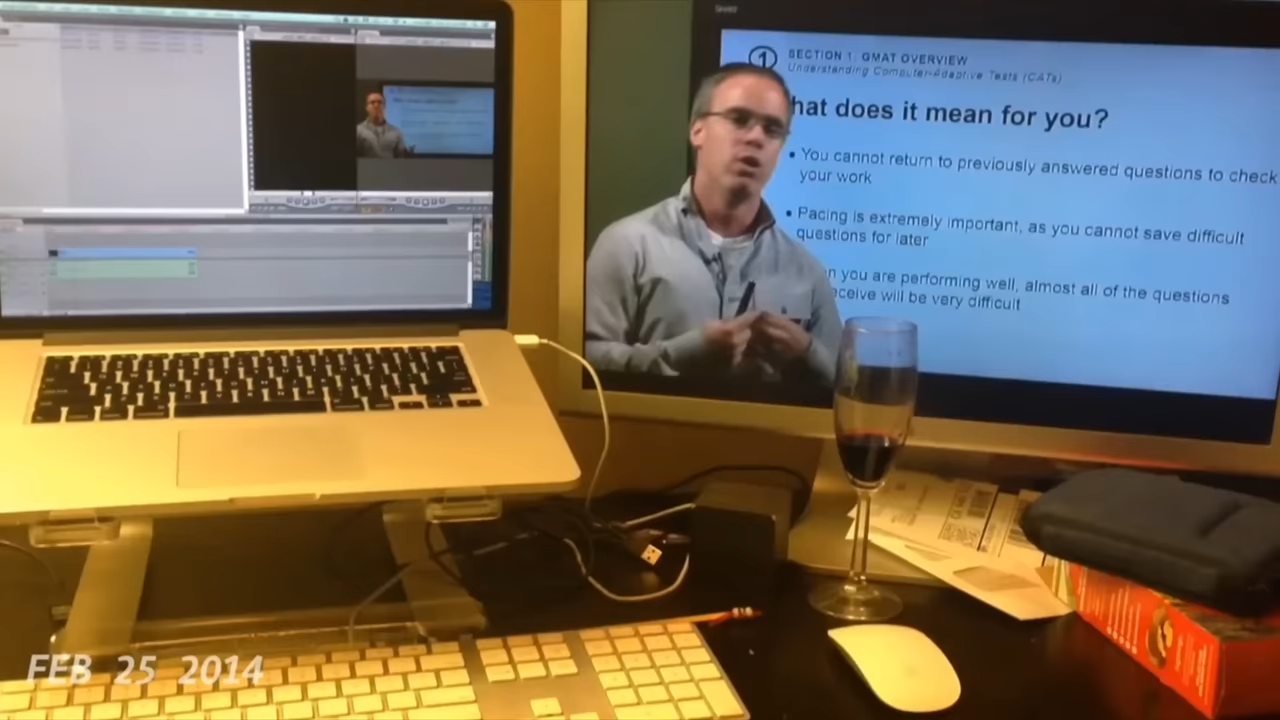 1
SECTION 1. GMAT OVERVIEW
Understanding Computer-Adaptive Tests (CATs)
hat does it mean for you?
• You cannot return to previously answered questions to check
your work
• Pacing is extremely important, as you cannot save difficult
questions for later
n you are performing well, almost all of the questions
eceive will be very difficult
FEB 25 2014